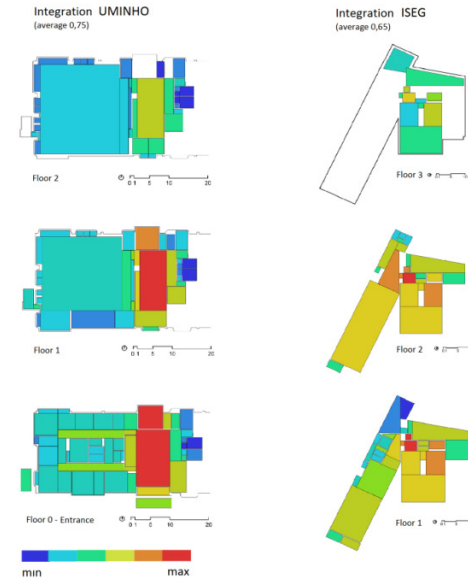 Integration UMINHO
(average 0,75)
Integration ISEG
(average 0,65)
Floor 2
0 1 5 10 20
Floor 3
Floor 1
0 1 5 10 20
Floor 2
Floor 0 - Entrance
0 1 5 10 20
Floor 1
min
max